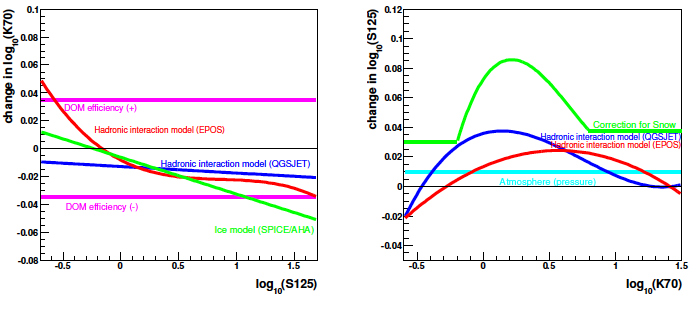 change in log10(K70)
0.1
0.08
0.06
0.04
0.02
0
-0.02
-0.04
-0.06
-0.08
DOM efficiency (+)
Hadronic interaction model (EPOS)
Hadronic interaction model (QGSJET)
DOM efficiency (-)
Ice model (SPICE/AHA)
-0.5
0
0.5
1
1.5
log10(S125)
change in log10(S125)
0.12
0.1
0.08
0.06
0.04
0.02
0
-0.02
-0.04
Correction for Snow
Hadronic interaction model (QGSJET)
Hadronic interaction model (EPOS)
Atmosphere (pressure)
-0.5
0
0.5
1
1.5
log10(K70)